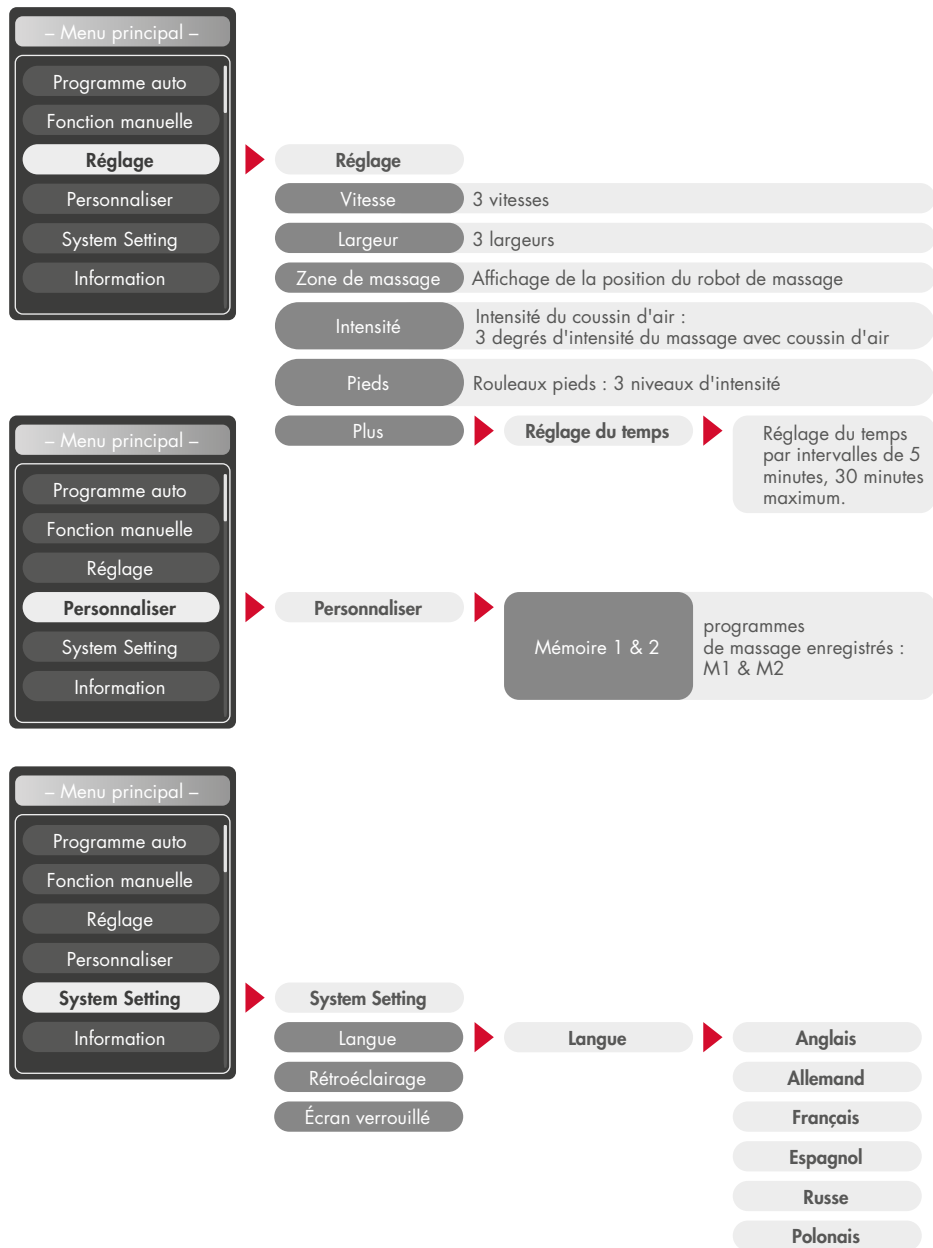 – Menu principal –
Programme auto
Fonction manuelle
Réglage
Personnaliser
System Setting
Information
Réglage
Vitesse
3 vitesses
Largeur
3 largeurs
Zone de massage
Affichage de la position du robot de massage
Intensité
Intensité du coussin d'air :
3 degrés d'intensité du massage avec coussin d'air
Pieds
Rouleaux pieds : 3 niveaux d'intensité
Plus
Réglage du temps
Réglage du temps
par intervalles de 5
minutes, 30 minutes
maximum.
– Menu principal –
Programme auto
Fonction manuelle
Réglage
Personnaliser
System Setting
Information
Personnaliser
Mémoire 1 & 2
programmes
de massage enregistrés :
M1 & M2
– Menu principal –
Programme auto
Fonction manuelle
Réglage
Personnaliser
System Setting
Information
System Setting
Langue
Rétroéclairage
Écran verrouillé
Langue
Anglais
Allemand
Français
Espagnol
Russe
Polonais